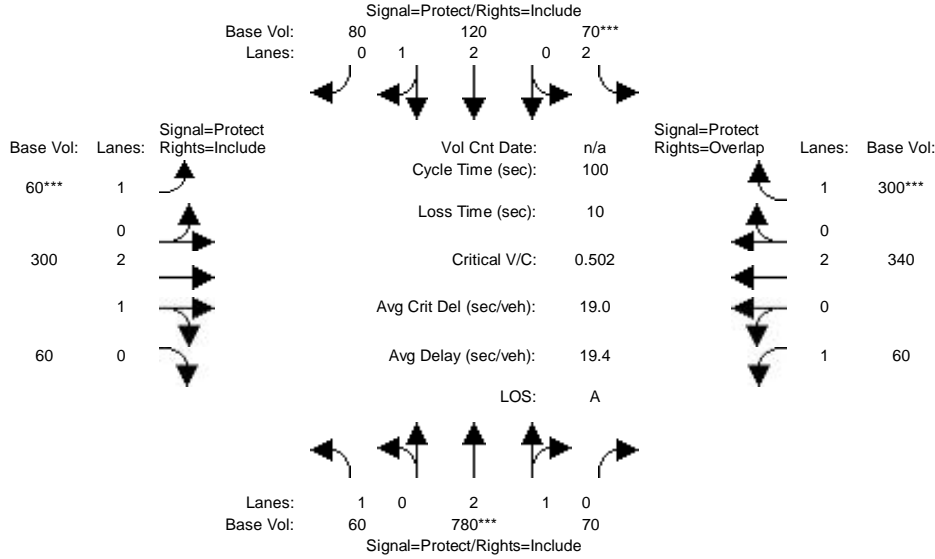 Signal=Protect/Rights=Include
Base Vol: 80 120 70***
Lanes: 0 1 2 0 2
Signal=Protect
Rights=Include
Base Vol: Lanes:
60*** 1
0
300 2
1
60 0
Vol Cnt Date: n/a
Cycle Time (sec): 100
Loss Time (sec): 10
Critical V/C: 0.502
Avg Crit Del (sec/veh): 19.0
Avg Delay (sec/veh): 19.4
LOS: A
Signal=Protect
Rights=Overlap
Lanes: Base Vol:
1 300***
0
2 340
0
1 60
Lanes: 1 0 2 1 0
Base Vol: 60 780*** 70
Signal=Protect/Rights=Include